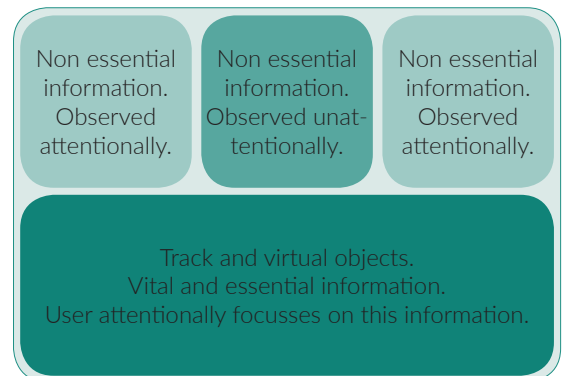 Non essential
information.
Observed
attentionally.
Non essential
information.
Observed unat-
tentionally.
Non essential
information.
Observed
attentionally.
Track and virtual objects.
Vital and essential information.
User attentionally focusses on this information.